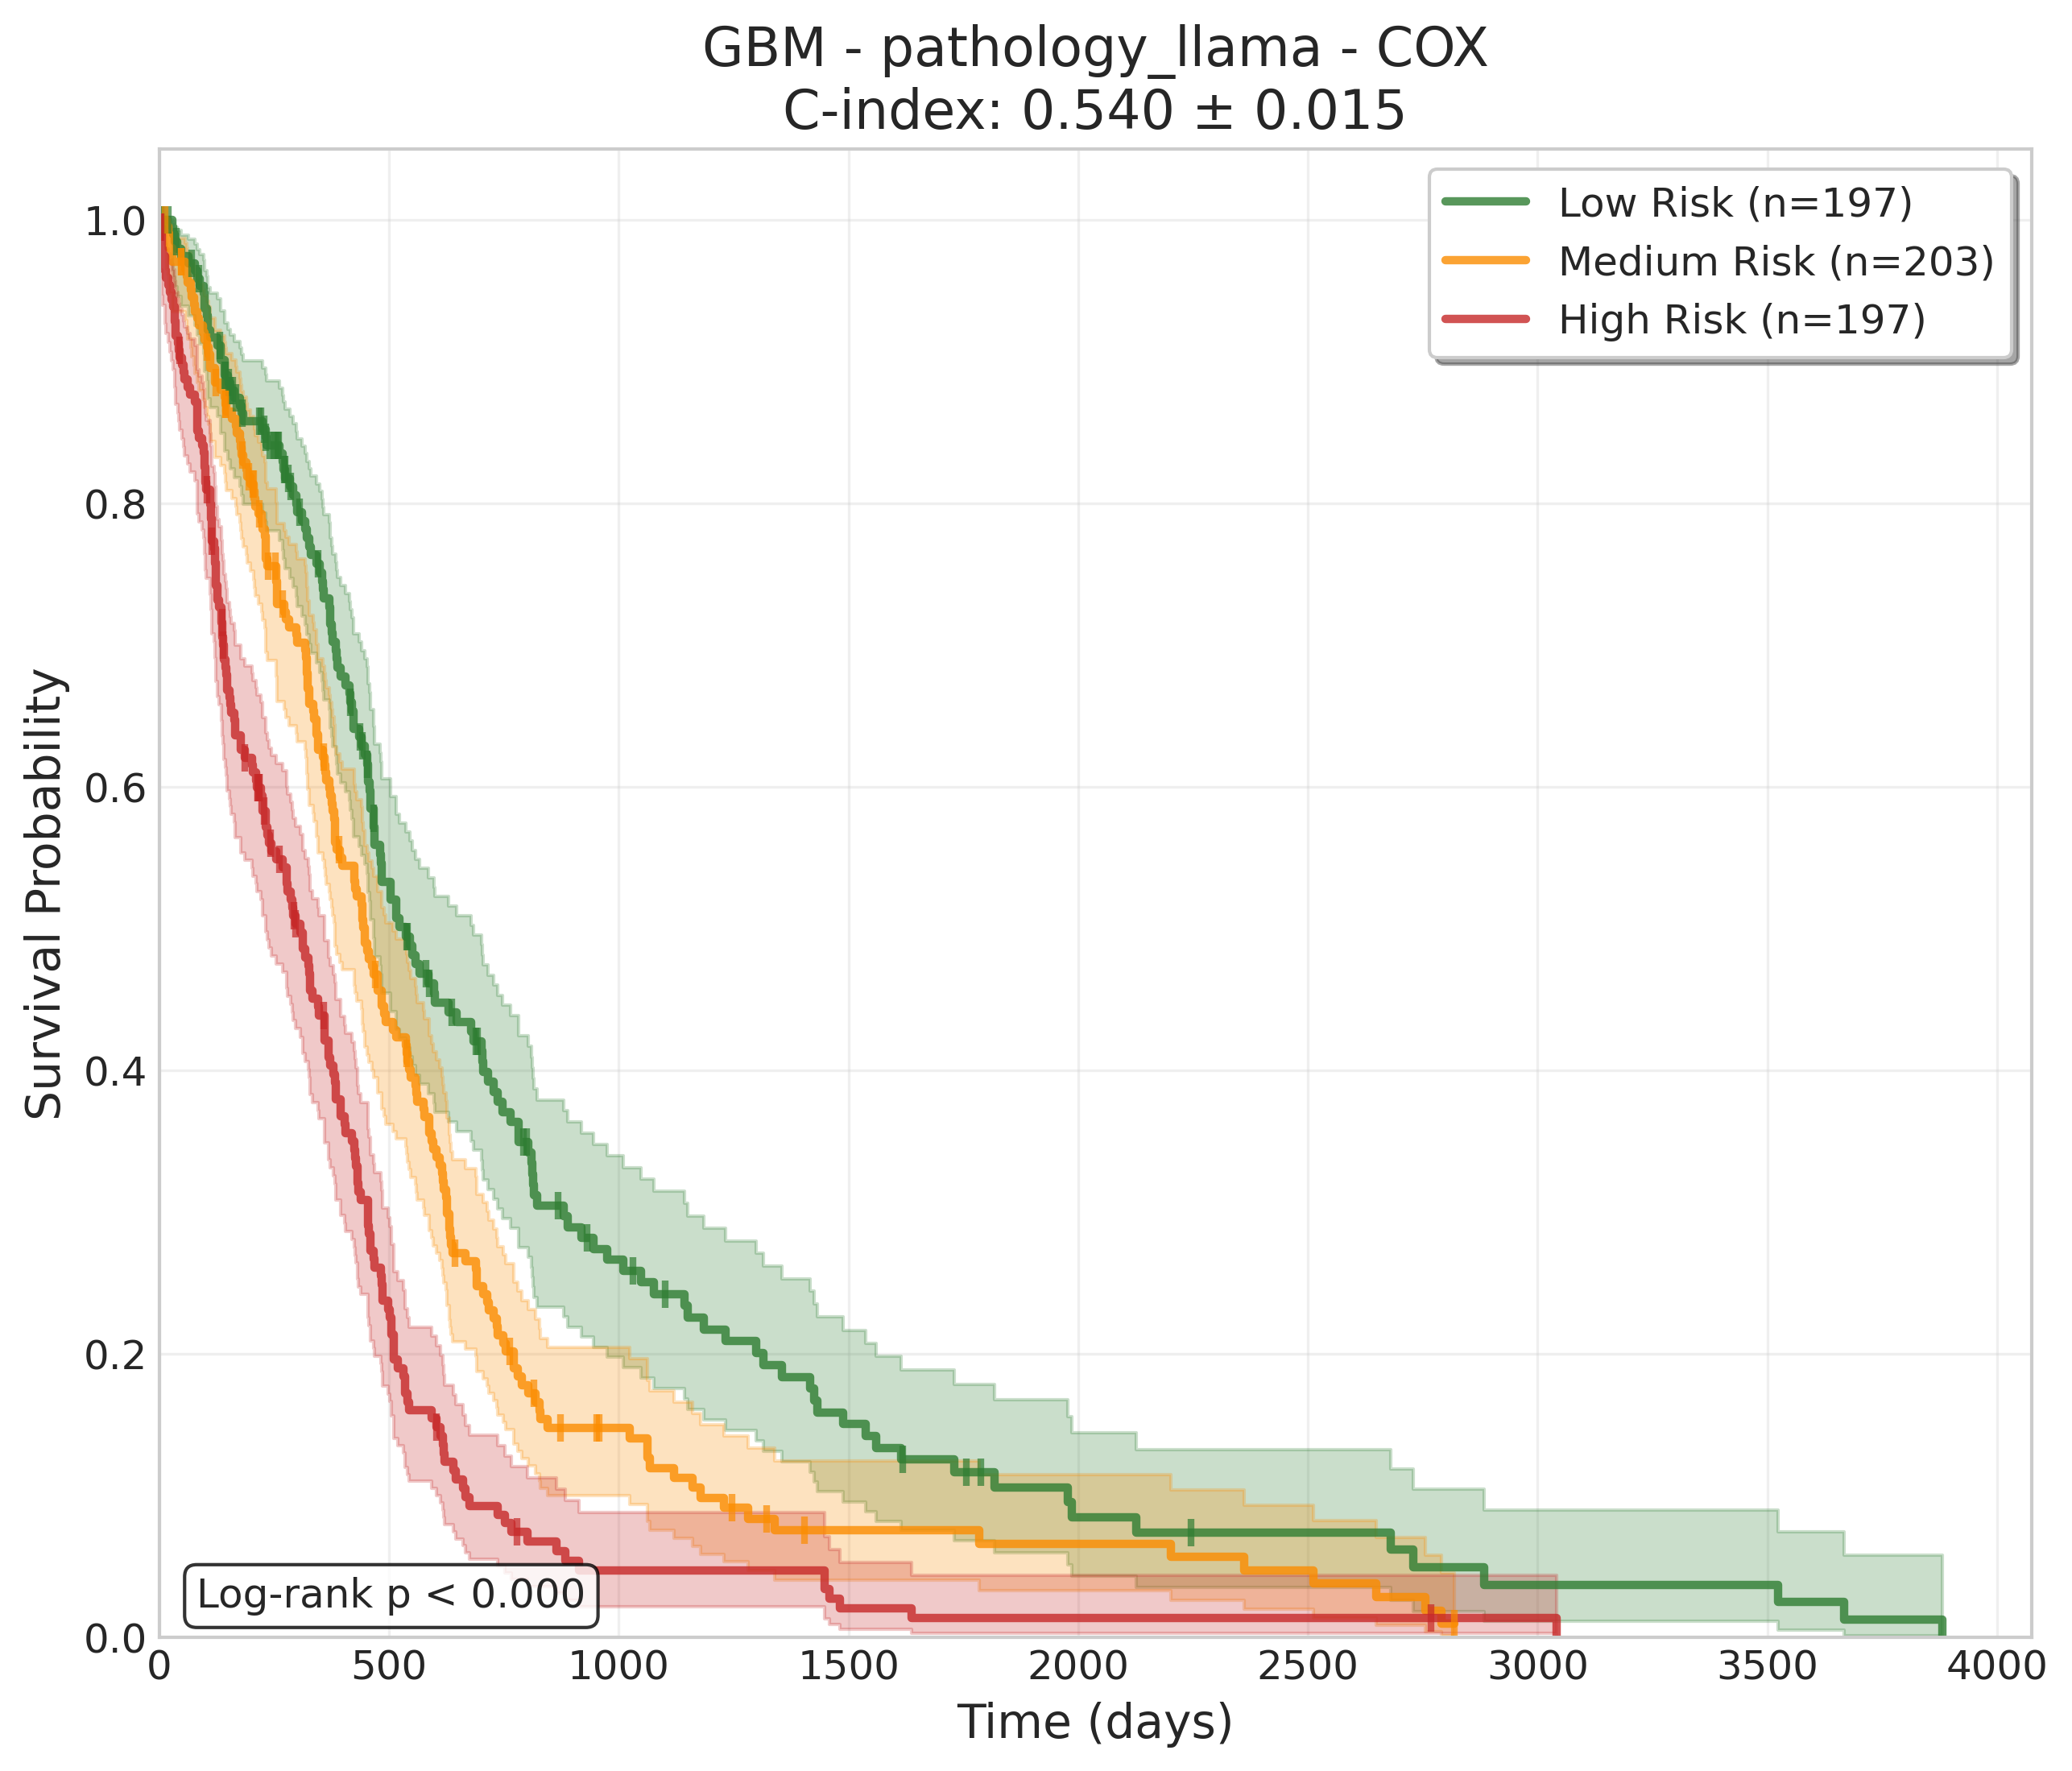 GBM - pathology_llama - COX
C-index: 0.540 ± 0.015
Low Risk (n=197)
Medium Risk (n=203)
High Risk (n=197)
Survival Probability
1.0
0.8
0.6
0.4
0.2
0.0
Log-rank p < 0.000
0 500 1000 1500 2000 2500 3000 3500 4000
Time (days)